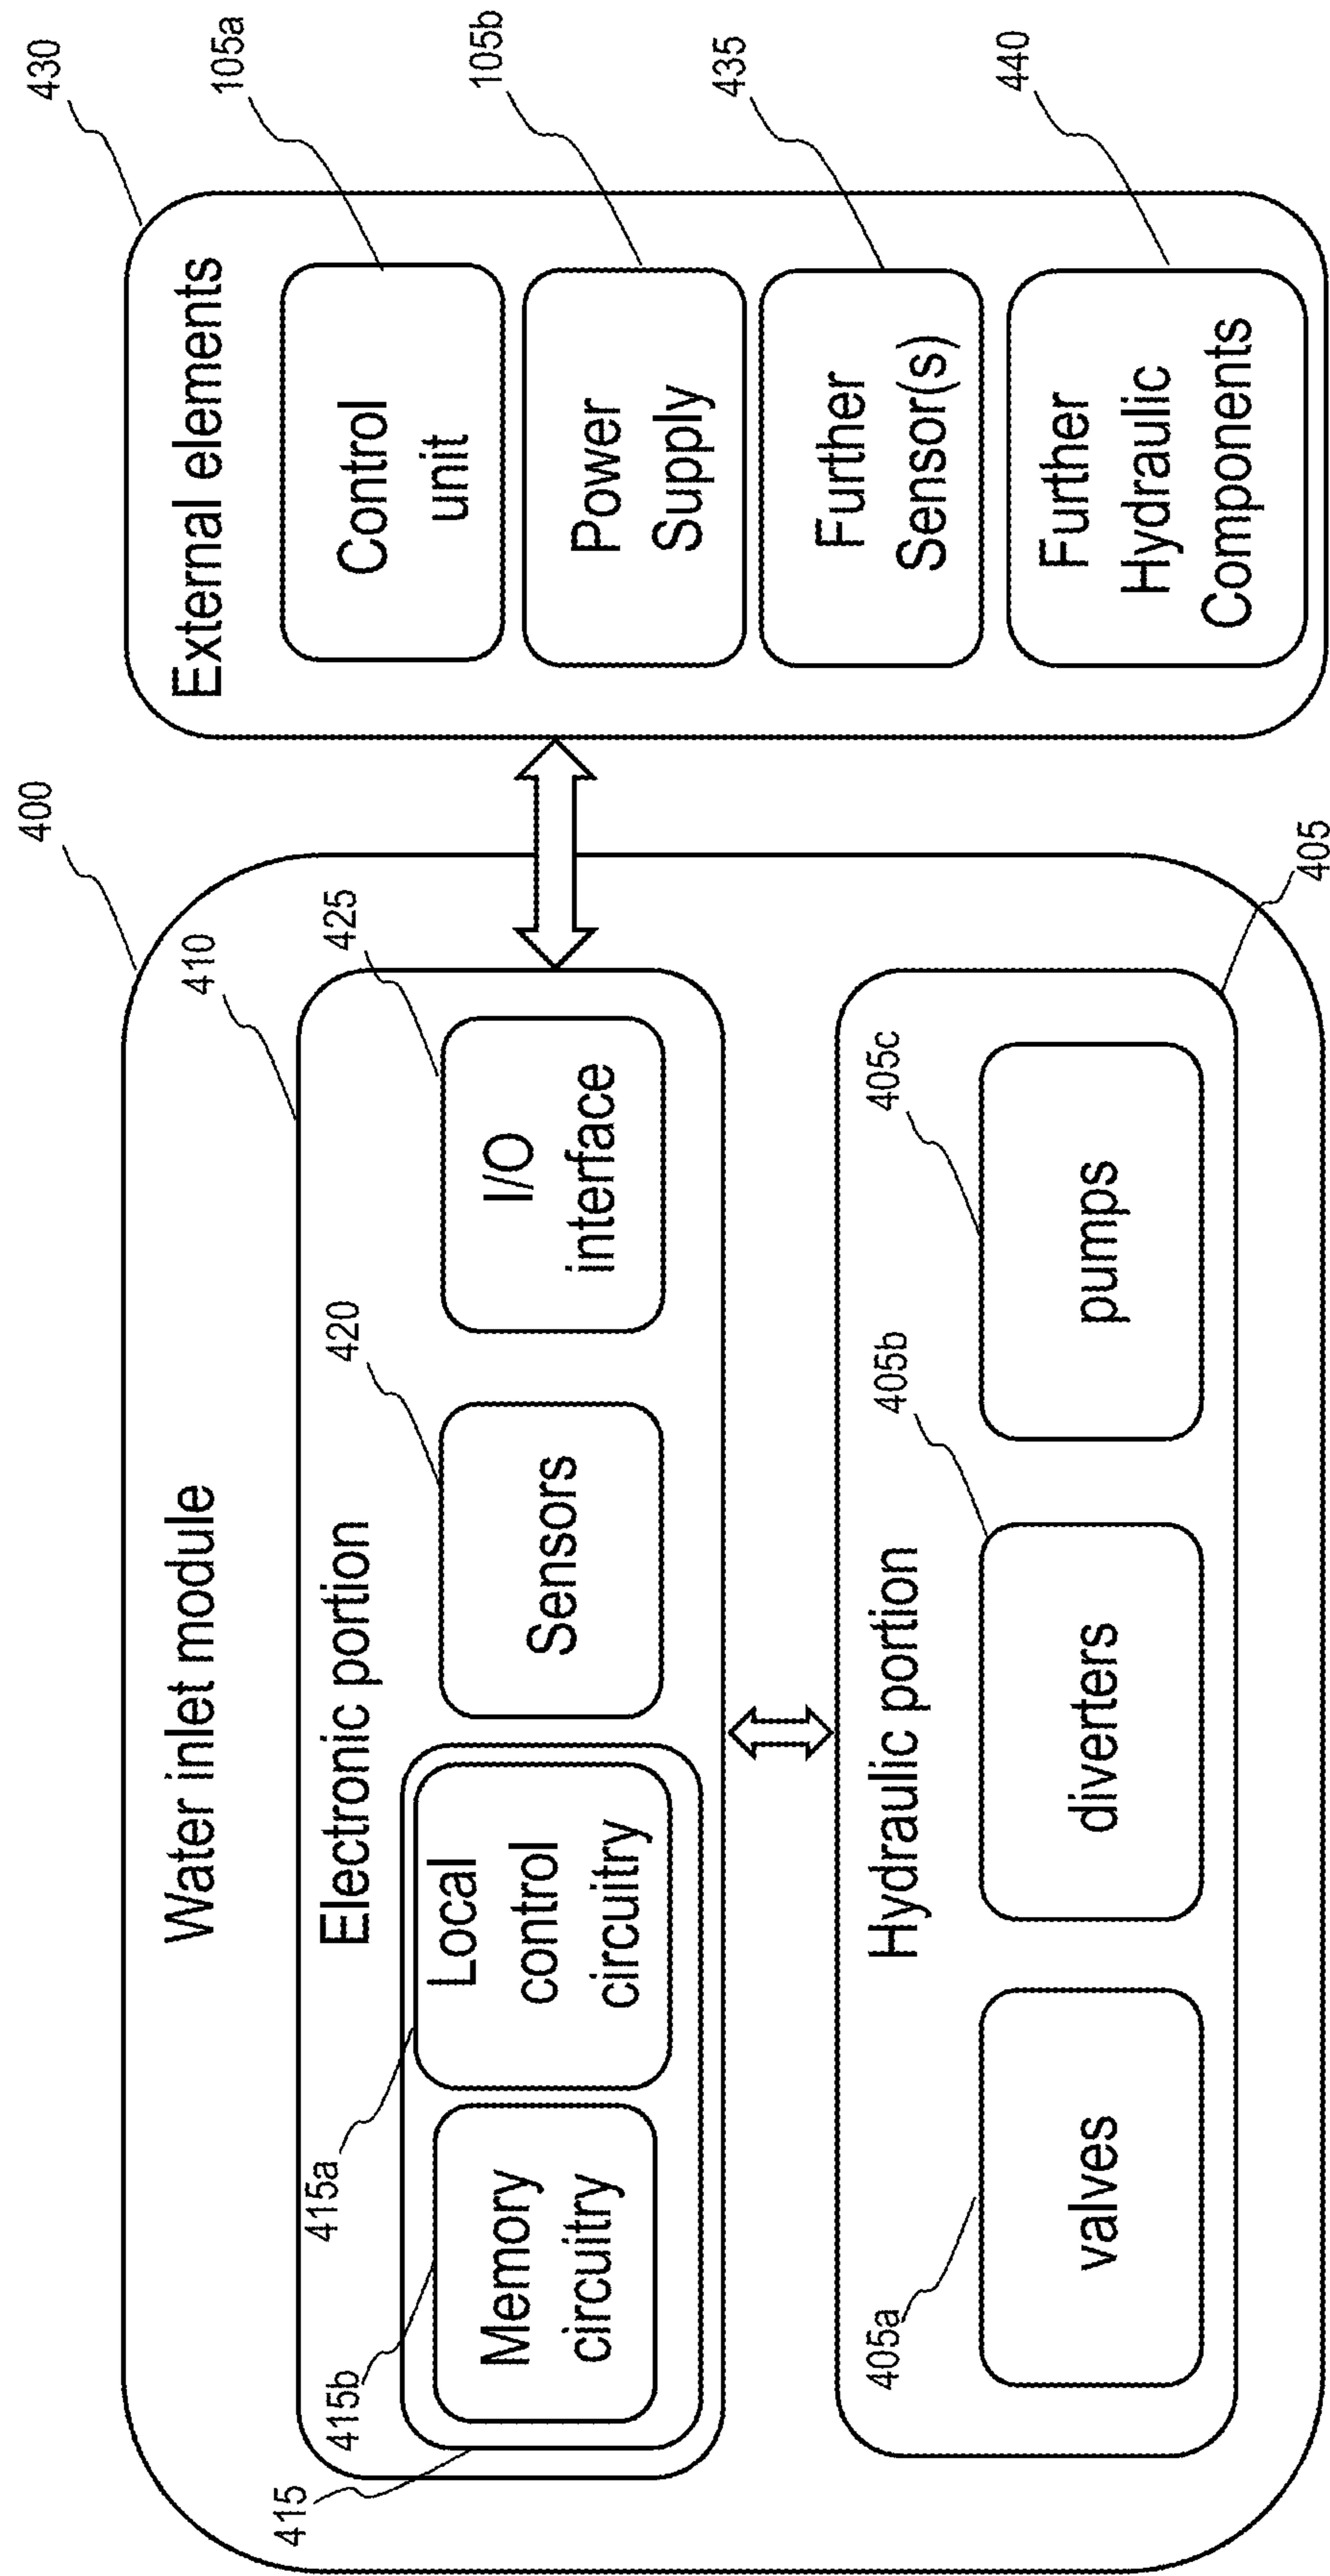 400
430
Water inlet module
External elements
410
Electronic portion
415
415b
415a
420
425
Memory
circuitry
Local
control
circuitry
Sensors
I/O
interface
Control
unit
105a
Power
Supply
105b
Further
Sensor(s)
435
Further
Hydraulic
Components
440
Hydraulic portion
405a
405b
405c
valves
diverters
pumps
405